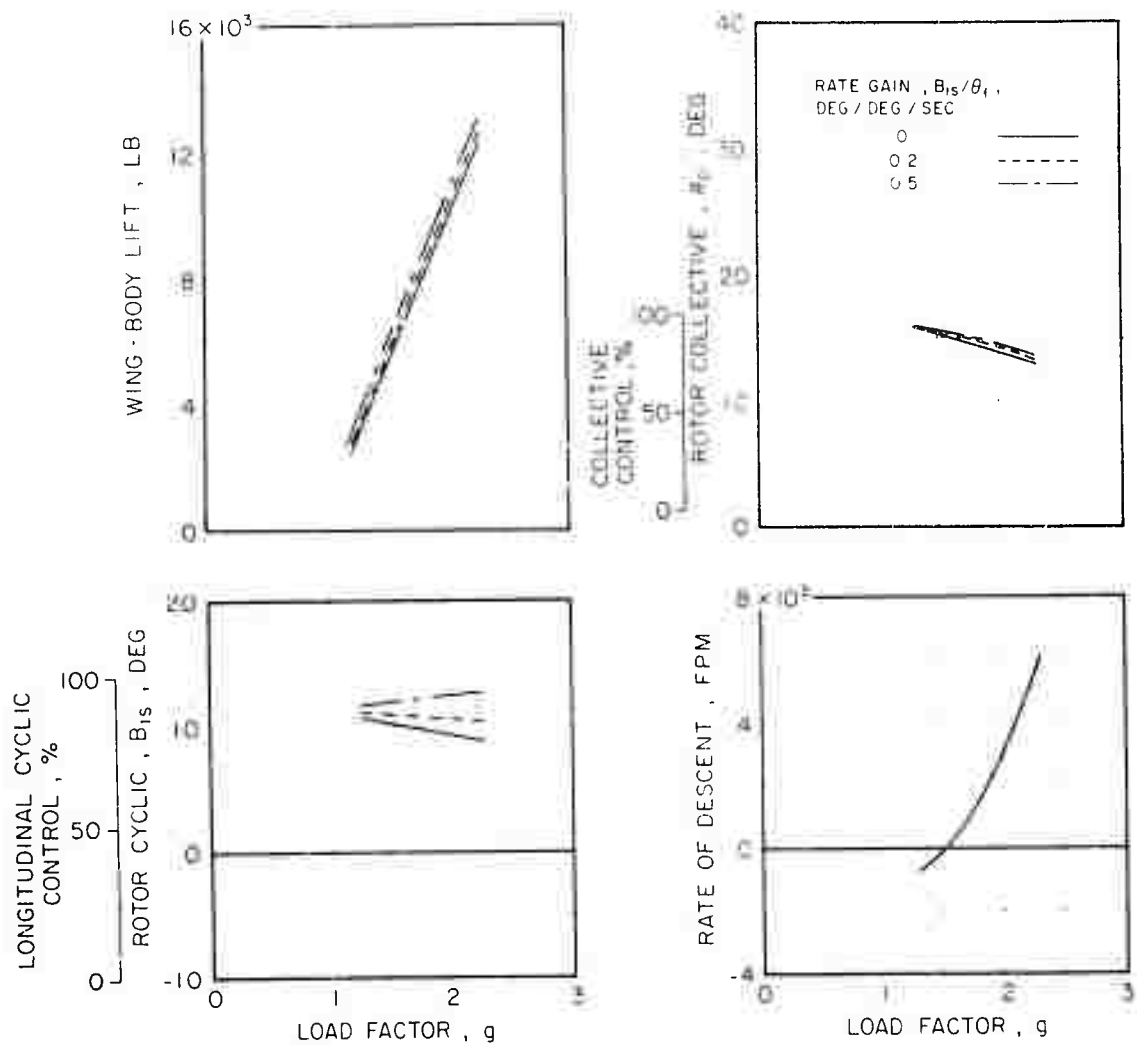 16 × 10³
12
8
4
0
WING - BODY LIFT , LB
40
30
20
10
0
ROTOR COLLECTIVE , , DEG
100
50
0
COLLECTIVE
CONTROL , %
RATE GAIN , B₁s/θ̇f ,
DEG / DEG / SEC
0
0.2
0.5
20
10
0
-10
ROTOR CYCLIC , B₁s , DEG
100
50
0
LONGITUDINAL CYCLIC
CONTROL , %
0
1
2
3
LOAD FACTOR , g
8 × 10³
4
0
-4
RATE OF DESCENT , FPM
0
1
2
3
LOAD FACTOR , g